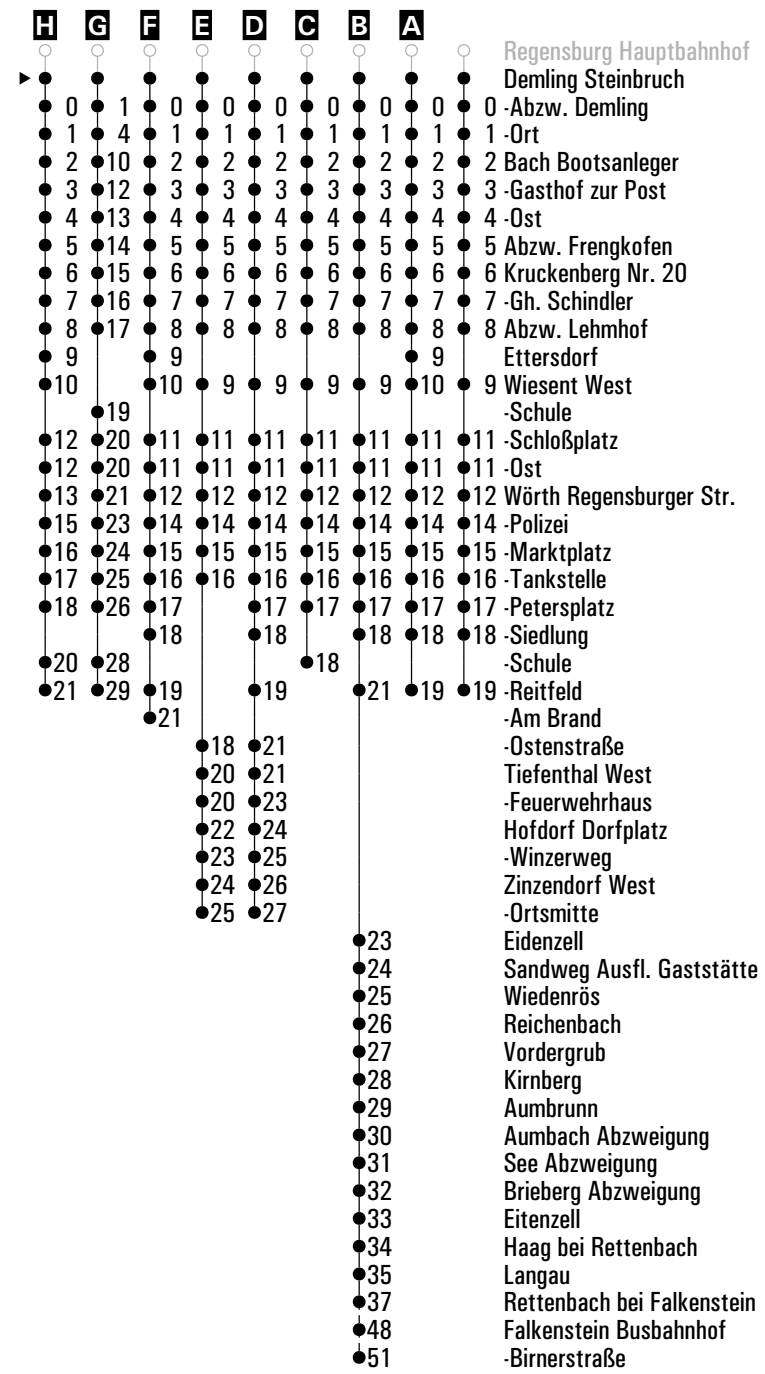 H G F E D C B A
Regensburg Hauptbahnhof
Demling Steinbruch
0 1 0 0 0 0 0 0 0 -Abzw. Demling
1 4 1 1 1 1 1 1 1 -Ort
2 10 2 2 2 2 2 2 2 Bach Bootsanleger
3 12 3 3 3 3 3 3 3 -Gasthof zur Post
4 13 4 4 4 4 4 4 4 -Ost
5 14 5 5 5 5 5 5 5 Abzw. Frengkofen
6 15 6 6 6 6 6 6 6 Kruckenberg Nr. 20
7 16 7 7 7 7 7 7 7 -Gh. Schindler
8 17 8 8 8 8 8 8 8 Abzw. Lehmhof
9 9 9 Ettersdorf
10 10 9 9 9 9 10 9 Wiesent West
19 -Schule
12 20 11 11 11 11 11 11 11 -Schloßplatz
12 20 11 11 11 11 11 11 11 -Ost
13 21 12 12 12 12 12 12 12 Wörth Regensburger Str.
15 23 14 14 14 14 14 14 14 -Polizei
16 24 15 15 15 15 15 15 15 -Marktplatz
17 25 16 16 16 16 16 16 16 -Tankstelle
18 26 17 17 17 17 17 17 -Petersplatz
18 18 18 18 18 -Siedlung
20 28 18 -Schule
21 29 19 19 21 19 19 -Reitfeld
21 -Am Brand
18 21 -Ostenstraße
20 21 Tiefenthal West
20 23 -Feuerwehrhaus
22 24 Hofdorf Dorfplatz
23 25 -Winzerweg
24 26 Zinzendorf West
25 27 -Ortsmitte
23 Eidenzell
24 Sandweg Ausfl. Gaststätte
25 Wiedenrös
26 Reichenbach
27 Vordergrub
28 Kirnberg
29 Aumbrunn
30 Aumbach Abzweigung
31 See Abzweigung
32 Brieberg Abzweigung
33 Eitenzell
34 Haag bei Rettenbach
35 Langau
37 Rettenbach bei Falkenstein
48 Falkenstein Busbahnhof
51 -Birnerstraße